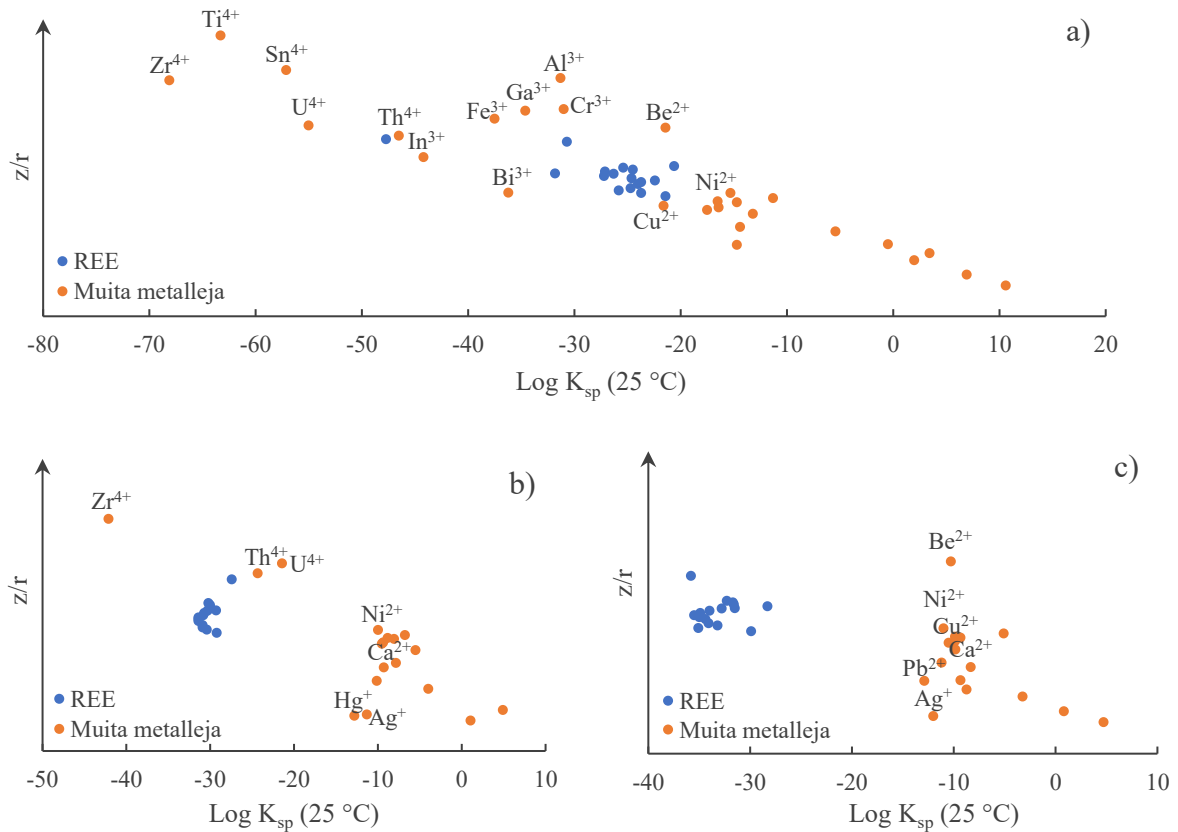 a)
Ti⁴⁺
Sn⁴⁺
Zr⁴⁺
Al³⁺
Ga³⁺
U⁴⁺
Th⁴⁺
Fe³⁺
Cr³⁺
Be²⁺
In³⁺
Bi³⁺
Ni²⁺
Cu²⁺
z/r
REE
Muita metalleja
-80 -70 -60 -50 -40 -30 -20 -10 0 10 20
Log Kₛₚ (25 °C)
b)
Zr⁴⁺
Th⁴⁺
U⁴⁺
Ni²⁺
Ca²⁺
Hg⁺
Ag⁺
z/r
REE
Muita metalleja
-50 -40 -30 -20 -10 0 10
Log Kₛₚ (25 °C)
c)
Be²⁺
Ni²⁺
Cu²⁺
Ca²⁺
Pb²⁺
Ag⁺
z/r
REE
Muita metalleja
-40 -30 -20 -10 0 10
Log Kₛₚ (25 °C)